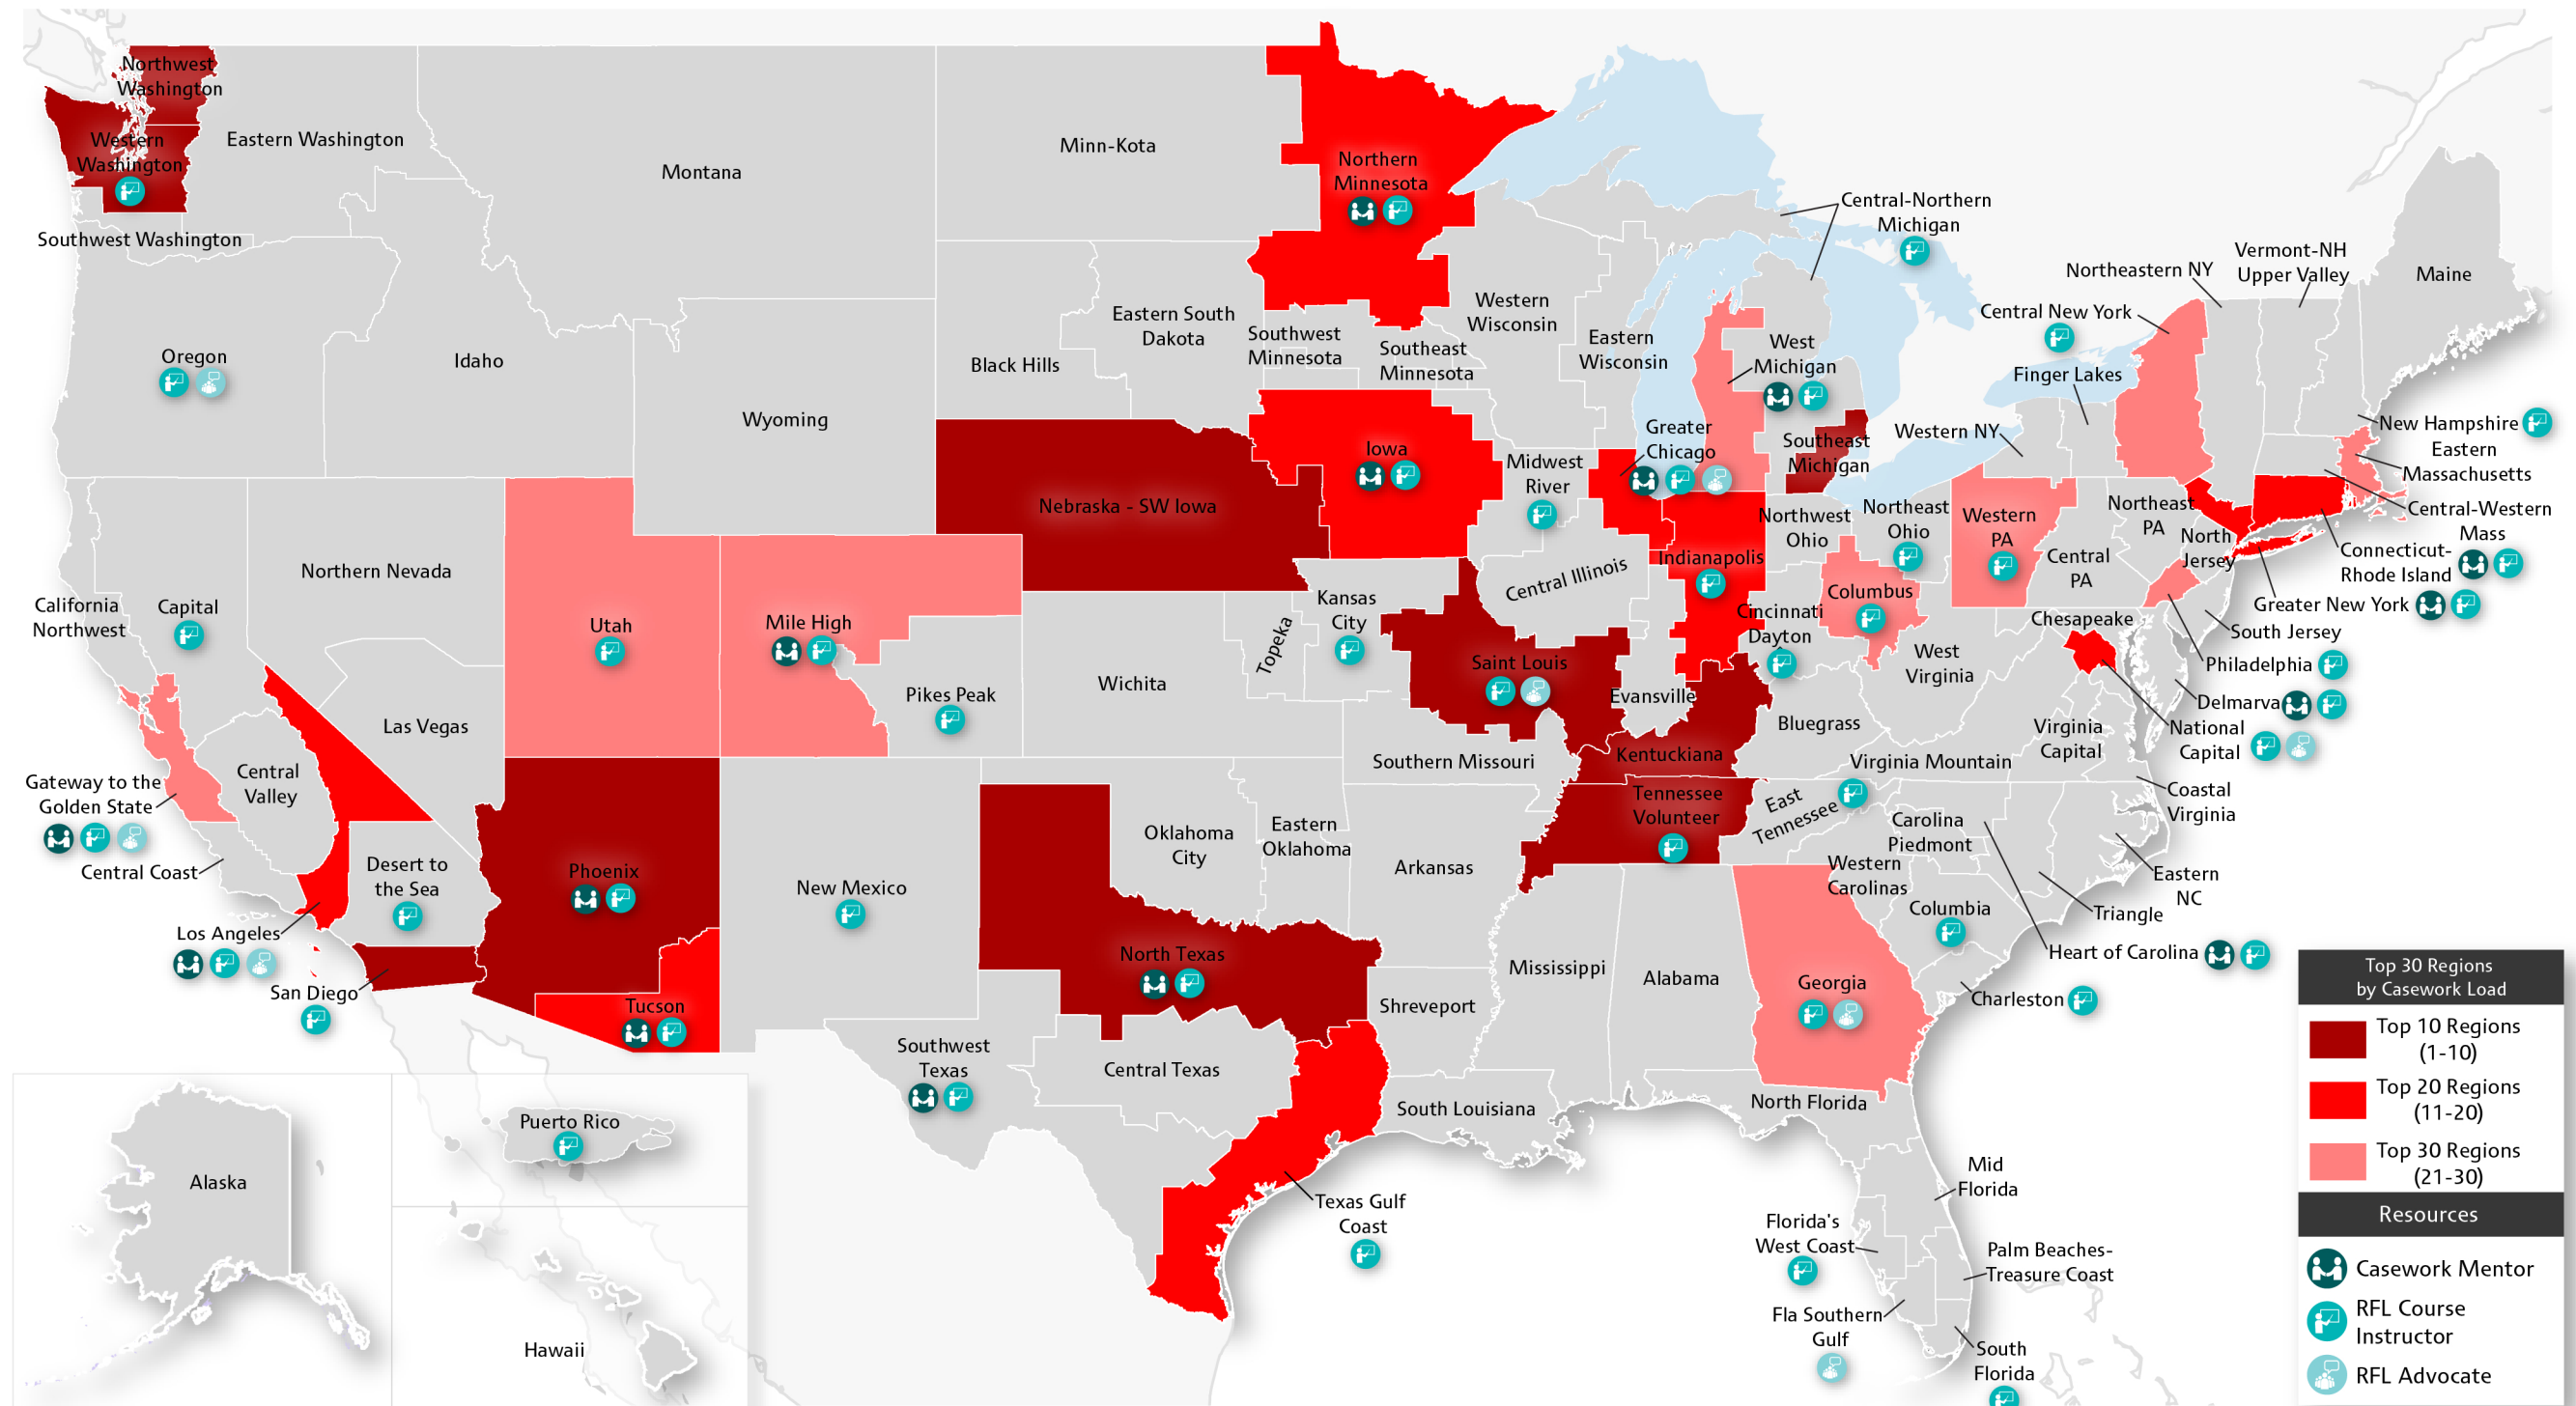 Northwest
Washington
Western
Washington
Eastern Washington
Southwest Washington
Montana
Minn-Kota
Northern
Minnesota
Central-Northern
Michigan
Vermont-NH
Upper Valley
Northeastern NY
Maine
Central New York
Finger Lakes
Oregon
Idaho
Wyoming
Black Hills
Eastern South
Dakota
Southwest
Minnesota
Southeast
Minnesota
Western
Wisconsin
Eastern
Wisconsin
West
Michigan
Greater
Chicago
Southeast
Michigan
Western NY
New Hampshire
Eastern
Massachusetts
Central-Western
Mass
Connecticut-
Rhode Island
Greater New York
Nebraska - SW Iowa
Iowa
Midwest
River
Northwest
Ohio
Northeast
Ohio
Western
PA
Northeast
PA
Central
PA
North
Jersey
South Jersey
Philadelphia
Delmarva
National
Capital
Chesapeake
California
Northwest
Capital
Northern Nevada
Utah
Mile High
Pikes Peak
Wichita
Topeka
Kansas
City
Central Illinois
Indianapolis
Columbus
Cincinnati
Dayton
West
Virginia
Saint Louis
Evansville
Bluegrass
Virginia
Capital
Las Vegas
Kentuckiana
Southern Missouri
Virginia Mountain
Coastal
Virginia
Gateway to the
Golden State
Central
Valley
Central Coast
Desert to
the Sea
Los Angeles
San Diego
Phoenix
Tucson
New Mexico
Oklahoma
City
Eastern
Oklahoma
Arkansas
Tennessee
Volunteer
East
Tennessee
Carolina
Piedmont
Western
Carolinas
Columbia
Eastern
NC
Triangle
Heart of Carolina
Charleston
North Texas
Shreveport
Mississippi
Alabama
Georgia
Southwest
Texas
Central Texas
South Louisiana
North Florida
Texas Gulf
Coast
Mid
Florida
Florida's
West Coast
Palm Beaches-
Treasure Coast
Fla Southern
Gulf
South
Florida
Alaska
Puerto Rico
Hawaii
Top 30 Regions
by Casework Load
Top 10 Regions
(1-10)
Top 20 Regions
(11-20)
Top 30 Regions
(21-30)
Resources
Casework Mentor
RFL Course
Instructor
RFL Advocate